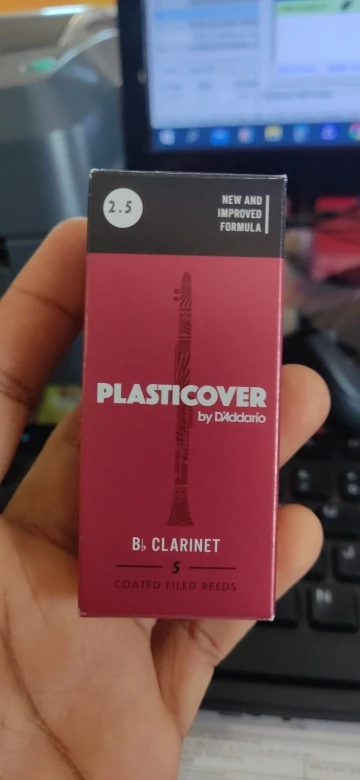 2.5
NEW AND
IMPROVED
FORMULA
PLASTICOVER
by D'Addario
B♭ CLARINET
5
COATED FILED REEDS
N